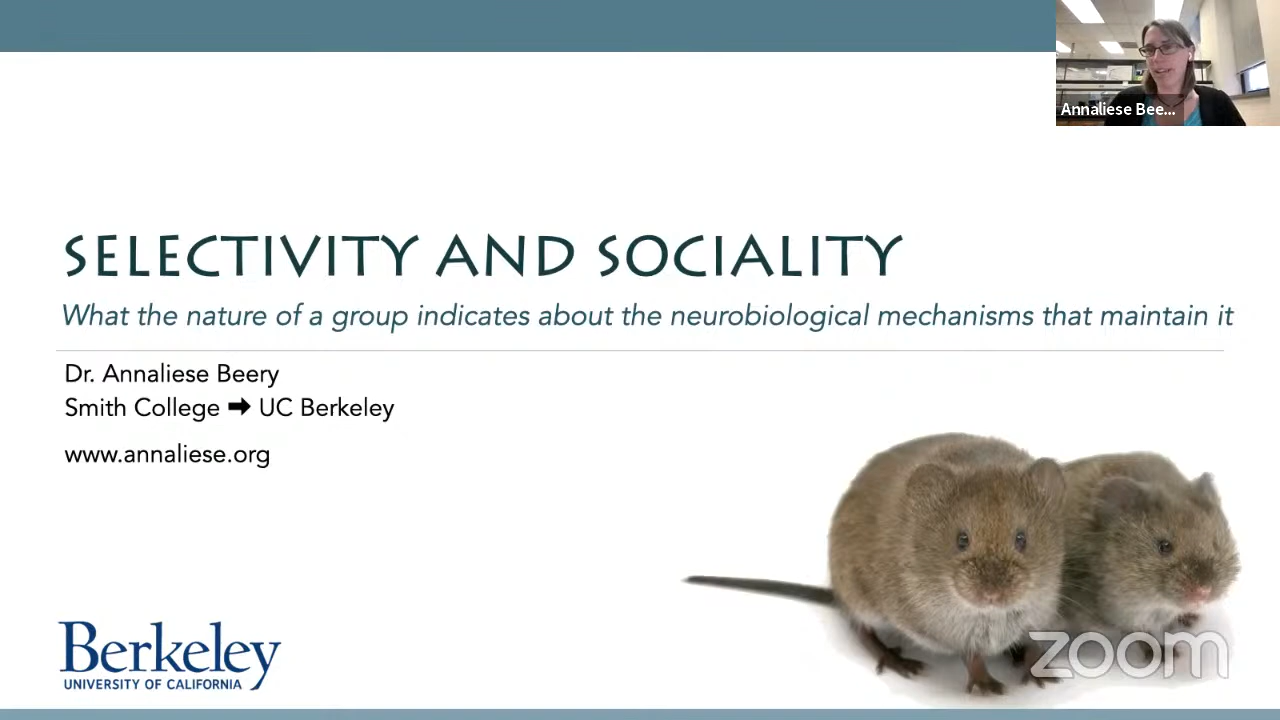 Annaliese Bee...
SELECTIVITY AND SOCIALITY
What the nature of a group indicates about the neurobiological mechanisms that maintain it
Dr. Annaliese Beery
Smith College ➡ UC Berkeley
www.annaliese.org
Berkeley
UNIVERSITY OF CALIFORNIA
zoom